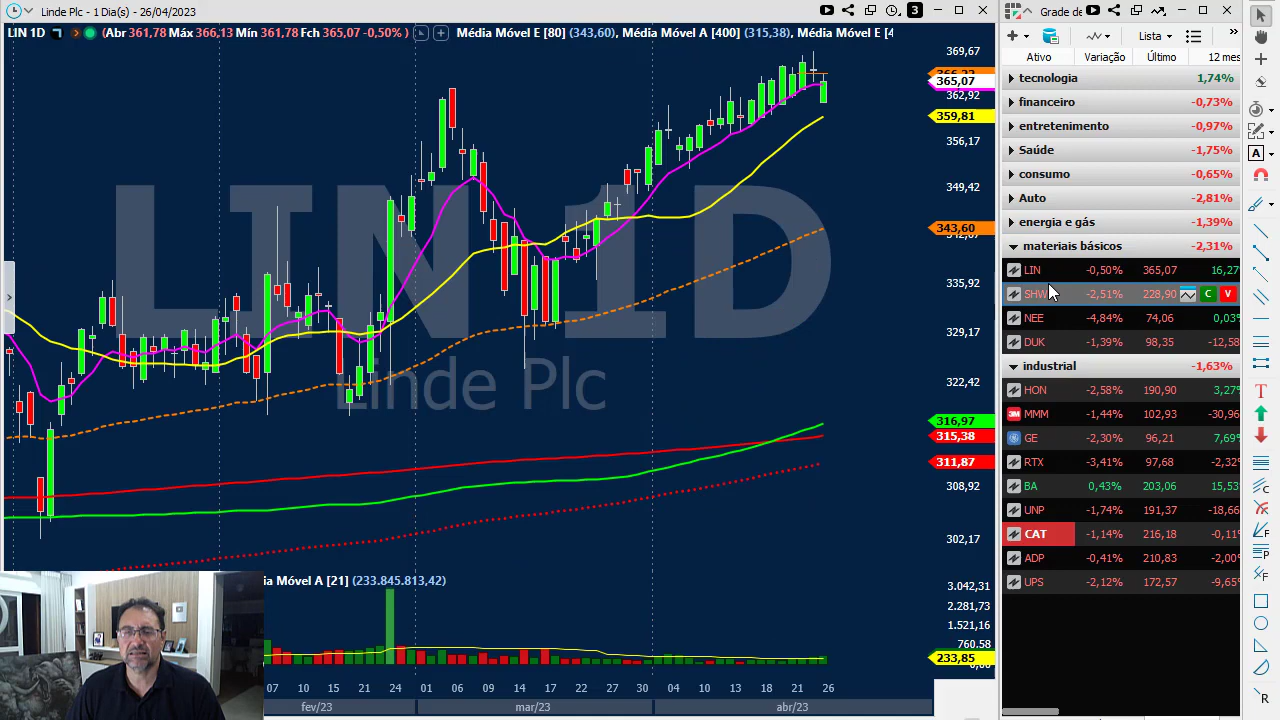 Linde Plc - 1 Dia(s) - 26/04/2023
3
LIN 1D
(Abr 361,78 Máx 366,13 Mín 361,78 Fch 365,07 -0,50% )
Média Móvel E [80] (343,60), Média Móvel A [400] (315,38), Média Móvel E [4
LIN 1D
Linde Plc
369,67
365,07
362,92
359,81
356,17
349,42
343,60
335,92
329,17
322,42
316,97
315,38
311,87
308,92
302,17
ia Móvel A [21] (233.845.813,42)
3.042,31
2.281,73
1.521,16
760.58
233,85
07 10 15 24 01 06 09 14 17 22 27 30 04 10 13 18 21 26
fev/23 mar/23 abr/23
Grade de
Lista
»
Ativo Variação Último 12 mes
tecnologia 1,74%
financeiro -0,73%
entretenimento -0,97%
Saúde -1,75%
consumo -0,65%
Auto -2,81%
energia e gás -1,39%
materiais básicos -2,31%
LIN -0,50% 365,07 16,27
SHW -2,51% 228,90 C V
NEE -4,84% 74,06 0,03%
DUK -1,39% 98,35 -12,58
industrial -1,63%
HON -2,58% 190,90 3,27%
3M MMM -1,44% 102,93 -30,96
GE -2,30% 96,21 7,69%
RTX -3,41% 97,68 -2,32%
BA 0,43% 203,06 15,53
UNP -1,74% 191,37 -18,66
CAT -1,14% 216,18 -0,11%
ADP -0,41% 210,83 -2,00%
UPS -2,12% 172,57 -9,65%